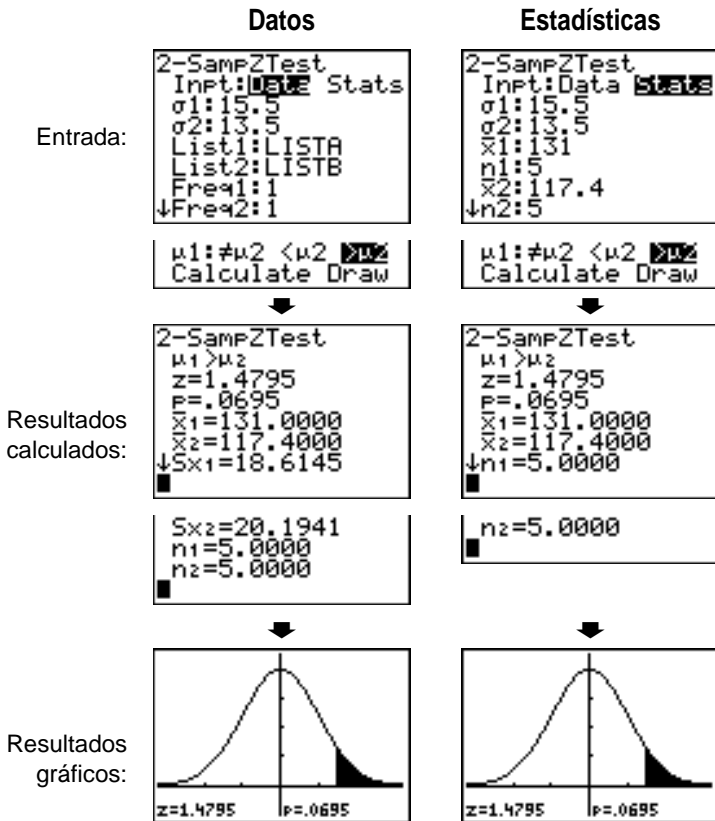 Datos
Estadísticas
Entrada:
2-SampZTest
Inpt:Data Stats
σ1:15.5
σ2:13.5
List1:LISTA
List2:LISTB
Freq1:1
↓Freq2:1
μ1:≠μ2 <μ2 >μ2
Calculate Draw
2-SampZTest
Inpt:Data Stats
σ1:15.5
σ2:13.5
x̄1:131
n1:5
x̄2:117.4
↓n2:5
μ1:≠μ2 <μ2 >μ2
Calculate Draw
Resultados
calculados:
2-SampZTest
μ1>μ2
z=1.4795
p=.0695
x̄1=131.0000
x̄2=117.4000
↓Sx1=18.6145
Sx2=20.1941
n1=5.0000
n2=5.0000
2-SampZTest
μ1>μ2
z=1.4795
p=.0695
x̄1=131.0000
x̄2=117.4000
↓n1=5.0000
n2=5.0000
Resultados
gráficos:
z=1.4795 p=.0695
z=1.4795 p=.0695